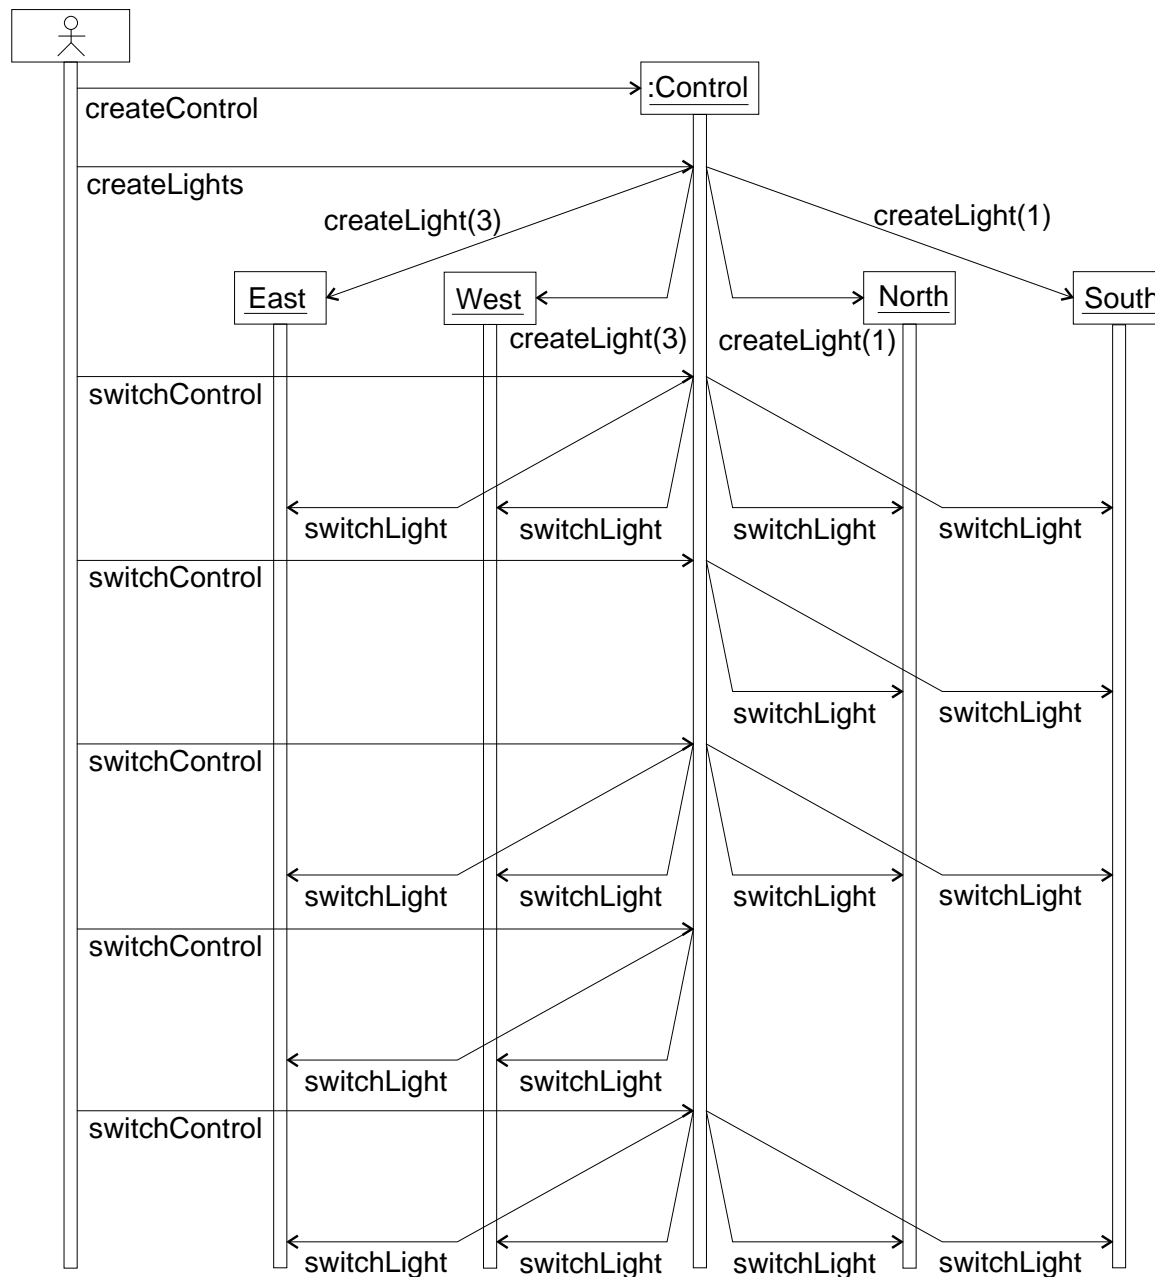 :Control
createControl
createLights
createLight(3)
createLight(1)
East
West
North
South
createLight(3)
createLight(1)
switchControl
switchLight
switchLight
switchLight
switchLight
switchControl
switchLight
switchLight
switchControl
switchLight
switchLight
switchLight
switchLight
switchControl
switchLight
switchLight
switchControl
switchLight
switchLight
switchLight
switchLight